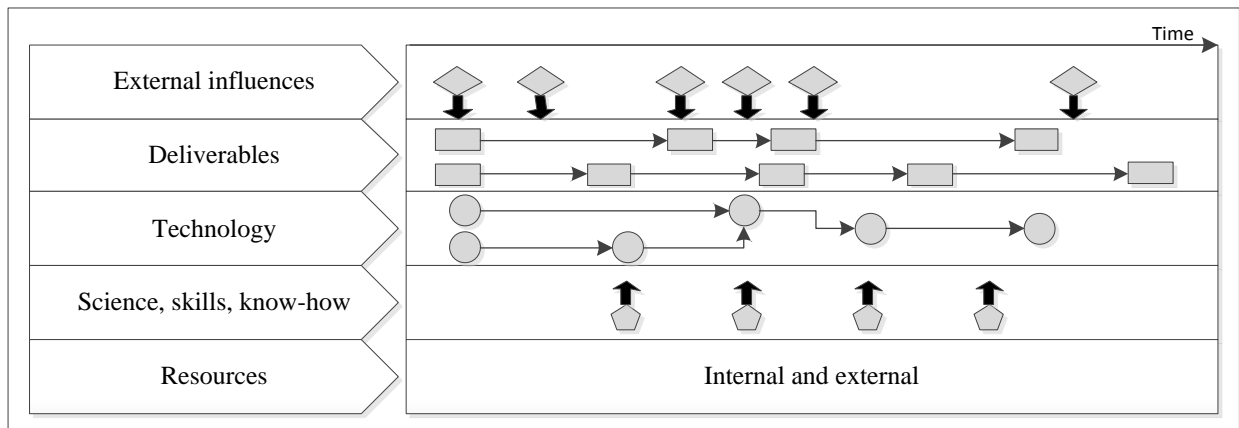 Time
External influences
Deliverables
Technology
Science, skills, know-how
Resources
Internal and external